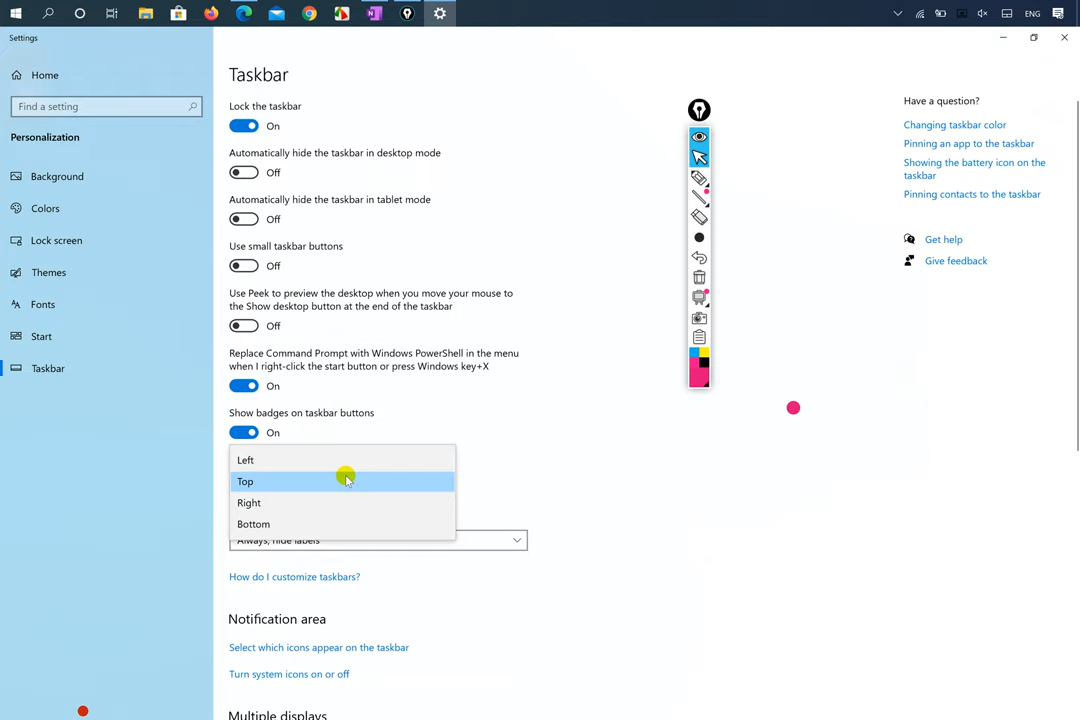 ENG
Settings
Home
Find a setting
Personalization
Background
Colors
Lock screen
Themes
Fonts
Start
Taskbar
Taskbar
Lock the taskbar
On
Automatically hide the taskbar in desktop mode
Off
Automatically hide the taskbar in tablet mode
Off
Use small taskbar buttons
Off
Use Peek to preview the desktop when you move your mouse to
the Show desktop button at the end of the taskbar
Off
Replace Command Prompt with Windows PowerShell in the menu
when I right-click the start button or press Windows key+X
On
Show badges on taskbar buttons
On
Left
Top
Right
Bottom
Always, hide labels
How do I customize taskbars?
Notification area
Select which icons appear on the taskbar
Turn system icons on or off
Multiple displays
Have a question?
Changing taskbar color
Pinning an app to the taskbar
Showing the battery icon on the
taskbar
Pinning contacts to the taskbar
Get help
Give feedback